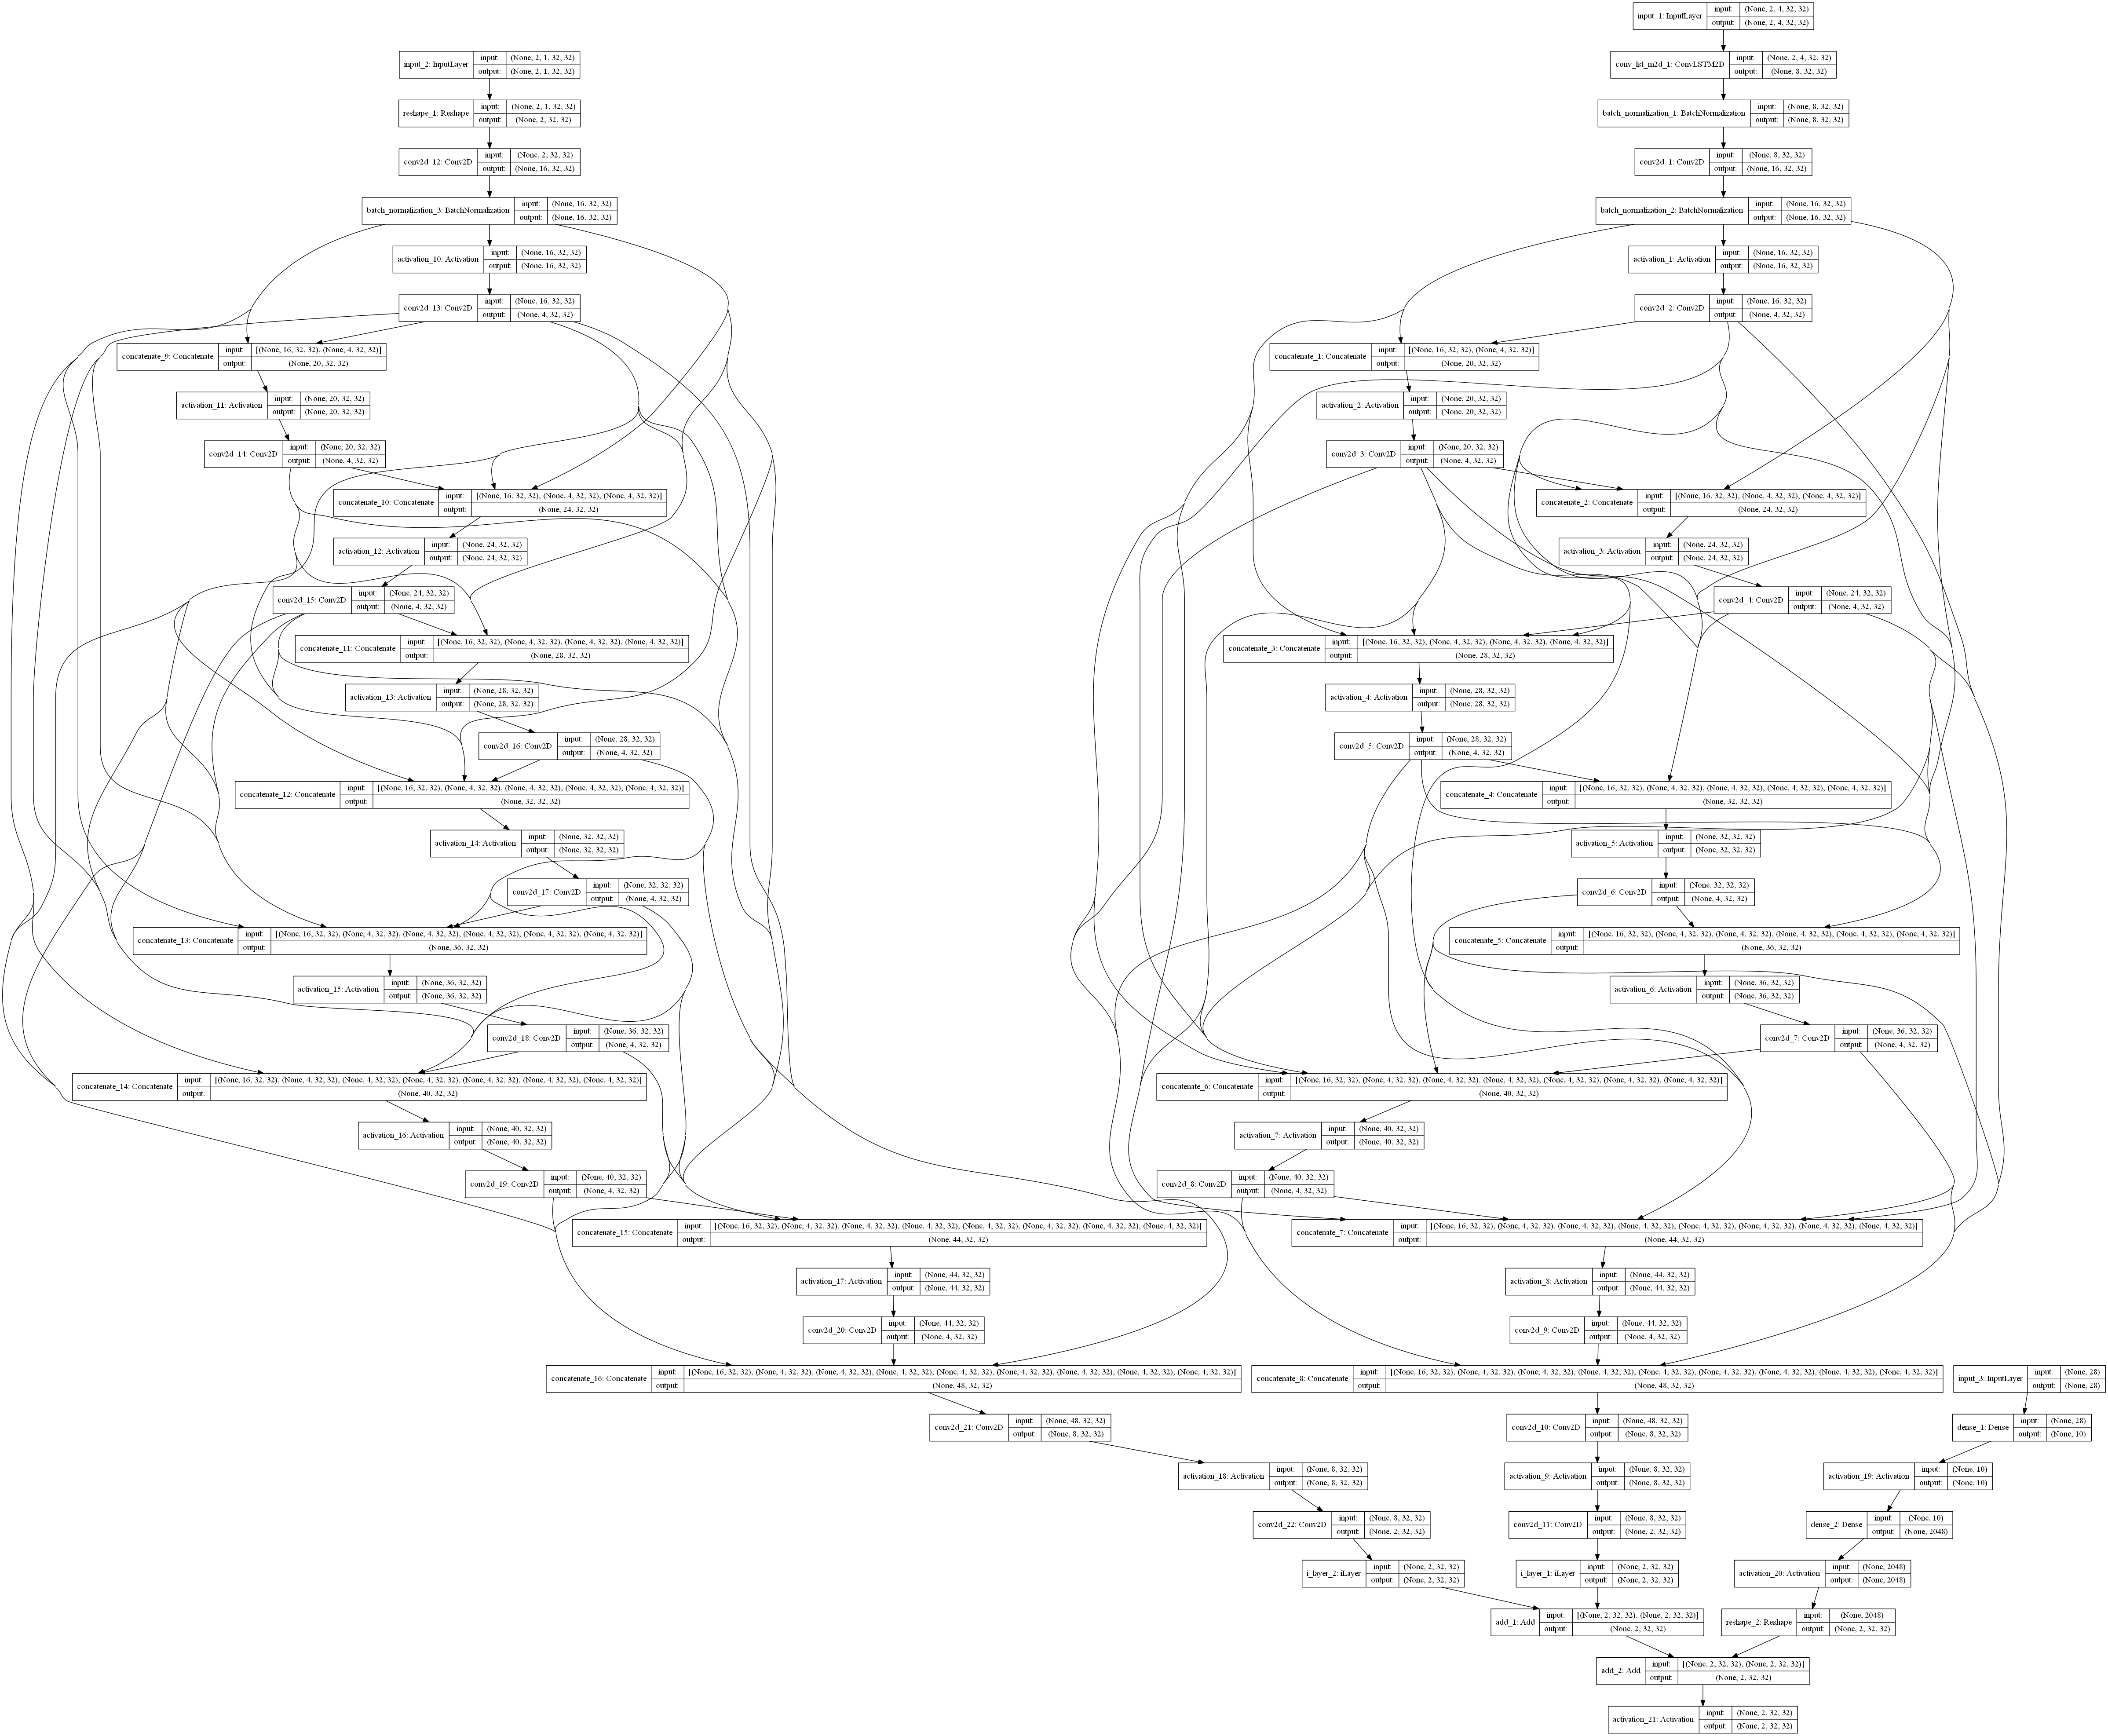 input_2: InputLayer
input: (None, 2, 1, 32, 32)
output: (None, 2, 1, 32, 32)
reshape_1: Reshape
input: (None, 2, 1, 32, 32)
output: (None, 2, 32, 32)
conv2d_12: Conv2D
input: (None, 2, 32, 32)
output: (None, 16, 32, 32)
batch_normalization_3: BatchNormalization
input: (None, 16, 32, 32)
output: (None, 16, 32, 32)
activation_10: Activation
input: (None, 16, 32, 32)
output: (None, 16, 32, 32)
conv2d_13: Conv2D
input: (None, 16, 32, 32)
output: (None, 4, 32, 32)
concatenate_9: Concatenate
input: [(None, 16, 32, 32), (None, 4, 32, 32)]
output: (None, 20, 32, 32)
activation_11: Activation
input: (None, 20, 32, 32)
output: (None, 20, 32, 32)
conv2d_14: Conv2D
input: (None, 20, 32, 32)
output: (None, 4, 32, 32)
concatenate_10: Concatenate
input: [(None, 16, 32, 32), (None, 4, 32, 32), (None, 4, 32, 32)]
output: (None, 24, 32, 32)
activation_12: Activation
input: (None, 24, 32, 32)
output: (None, 24, 32, 32)
conv2d_15: Conv2D
input: (None, 24, 32, 32)
output: (None, 4, 32, 32)
concatenate_11: Concatenate
input: [(None, 16, 32, 32), (None, 4, 32, 32), (None, 4, 32, 32), (None, 4, 32, 32)]
output: (None, 28, 32, 32)
activation_13: Activation
input: (None, 28, 32, 32)
output: (None, 28, 32, 32)
conv2d_16: Conv2D
input: (None, 28, 32, 32)
output: (None, 4, 32, 32)
concatenate_12: Concatenate
input: [(None, 16, 32, 32), (None, 4, 32, 32), (None, 4, 32, 32), (None, 4, 32, 32), (None, 4, 32, 32)]
output: (None, 32, 32, 32)
activation_14: Activation
input: (None, 32, 32, 32)
output: (None, 32, 32, 32)
conv2d_17: Conv2D
input: (None, 32, 32, 32)
output: (None, 4, 32, 32)
concatenate_13: Concatenate
input: [(None, 16, 32, 32), (None, 4, 32, 32), (None, 4, 32, 32), (None, 4, 32, 32), (None, 4, 32, 32), (None, 4, 32, 32)]
output: (None, 36, 32, 32)
activation_15: Activation
input: (None, 36, 32, 32)
output: (None, 36, 32, 32)
conv2d_18: Conv2D
input: (None, 36, 32, 32)
output: (None, 4, 32, 32)
concatenate_14: Concatenate
input: [(None, 16, 32, 32), (None, 4, 32, 32), (None, 4, 32, 32), (None, 4, 32, 32), (None, 4, 32, 32), (None, 4, 32, 32), (None, 4, 32, 32)]
output: (None, 40, 32, 32)
activation_16: Activation
input: (None, 40, 32, 32)
output: (None, 40, 32, 32)
conv2d_19: Conv2D
input: (None, 40, 32, 32)
output: (None, 4, 32, 32)
concatenate_15: Concatenate
input: [(None, 16, 32, 32), (None, 4, 32, 32), (None, 4, 32, 32), (None, 4, 32, 32), (None, 4, 32, 32), (None, 4, 32, 32), (None, 4, 32, 32), (None, 4, 32, 32)]
output: (None, 44, 32, 32)
activation_17: Activation
input: (None, 44, 32, 32)
output: (None, 44, 32, 32)
conv2d_20: Conv2D
input: (None, 44, 32, 32)
output: (None, 4, 32, 32)
concatenate_16: Concatenate
input: [(None, 16, 32, 32), (None, 4, 32, 32), (None, 4, 32, 32), (None, 4, 32, 32), (None, 4, 32, 32), (None, 4, 32, 32), (None, 4, 32, 32), (None, 4, 32, 32), (None, 4, 32, 32)]
output: (None, 48, 32, 32)
conv2d_21: Conv2D
input: (None, 48, 32, 32)
output: (None, 8, 32, 32)
activation_18: Activation
input: (None, 8, 32, 32)
output: (None, 8, 32, 32)
conv2d_22: Conv2D
input: (None, 8, 32, 32)
output: (None, 2, 32, 32)
i_layer_2: iLayer
input: (None, 2, 32, 32)
output: (None, 2, 32, 32)
input_1: InputLayer
input: (None, 2, 4, 32, 32)
output: (None, 2, 4, 32, 32)
conv_lst_m2d_1: ConvLSTM2D
input: (None, 2, 4, 32, 32)
output: (None, 8, 32, 32)
batch_normalization_1: BatchNormalization
input: (None, 8, 32, 32)
output: (None, 8, 32, 32)
conv2d_1: Conv2D
input: (None, 8, 32, 32)
output: (None, 16, 32, 32)
batch_normalization_2: BatchNormalization
input: (None, 16, 32, 32)
output: (None, 16, 32, 32)
activation_1: Activation
input: (None, 16, 32, 32)
output: (None, 16, 32, 32)
conv2d_2: Conv2D
input: (None, 16, 32, 32)
output: (None, 4, 32, 32)
concatenate_1: Concatenate
input: [(None, 16, 32, 32), (None, 4, 32, 32)]
output: (None, 20, 32, 32)
activation_2: Activation
input: (None, 20, 32, 32)
output: (None, 20, 32, 32)
conv2d_3: Conv2D
input: (None, 20, 32, 32)
output: (None, 4, 32, 32)
concatenate_2: Concatenate
input: [(None, 16, 32, 32), (None, 4, 32, 32), (None, 4, 32, 32)]
output: (None, 24, 32, 32)
activation_3: Activation
input: (None, 24, 32, 32)
output: (None, 24, 32, 32)
conv2d_4: Conv2D
input: (None, 24, 32, 32)
output: (None, 4, 32, 32)
concatenate_3: Concatenate
input: [(None, 16, 32, 32), (None, 4, 32, 32), (None, 4, 32, 32), (None, 4, 32, 32)]
output: (None, 28, 32, 32)
activation_4: Activation
input: (None, 28, 32, 32)
output: (None, 28, 32, 32)
conv2d_5: Conv2D
input: (None, 28, 32, 32)
output: (None, 4, 32, 32)
concatenate_4: Concatenate
input: [(None, 16, 32, 32), (None, 4, 32, 32), (None, 4, 32, 32), (None, 4, 32, 32), (None, 4, 32, 32)]
output: (None, 32, 32, 32)
activation_5: Activation
input: (None, 32, 32, 32)
output: (None, 32, 32, 32)
conv2d_6: Conv2D
input: (None, 32, 32, 32)
output: (None, 4, 32, 32)
concatenate_5: Concatenate
input: [(None, 16, 32, 32), (None, 4, 32, 32), (None, 4, 32, 32), (None, 4, 32, 32), (None, 4, 32, 32), (None, 4, 32, 32)]
output: (None, 36, 32, 32)
activation_6: Activation
input: (None, 36, 32, 32)
output: (None, 36, 32, 32)
conv2d_7: Conv2D
input: (None, 36, 32, 32)
output: (None, 4, 32, 32)
concatenate_6: Concatenate
input: [(None, 16, 32, 32), (None, 4, 32, 32), (None, 4, 32, 32), (None, 4, 32, 32), (None, 4, 32, 32), (None, 4, 32, 32), (None, 4, 32, 32)]
output: (None, 40, 32, 32)
activation_7: Activation
input: (None, 40, 32, 32)
output: (None, 40, 32, 32)
conv2d_8: Conv2D
input: (None, 40, 32, 32)
output: (None, 4, 32, 32)
concatenate_7: Concatenate
input: [(None, 16, 32, 32), (None, 4, 32, 32), (None, 4, 32, 32), (None, 4, 32, 32), (None, 4, 32, 32), (None, 4, 32, 32), (None, 4, 32, 32), (None, 4, 32, 32)]
output: (None, 44, 32, 32)
activation_8: Activation
input: (None, 44, 32, 32)
output: (None, 44, 32, 32)
conv2d_9: Conv2D
input: (None, 44, 32, 32)
output: (None, 4, 32, 32)
concatenate_8: Concatenate
input: [(None, 16, 32, 32), (None, 4, 32, 32), (None, 4, 32, 32), (None, 4, 32, 32), (None, 4, 32, 32), (None, 4, 32, 32), (None, 4, 32, 32), (None, 4, 32, 32), (None, 4, 32, 32)]
output: (None, 48, 32, 32)
conv2d_10: Conv2D
input: (None, 48, 32, 32)
output: (None, 8, 32, 32)
activation_9: Activation
input: (None, 8, 32, 32)
output: (None, 8, 32, 32)
conv2d_11: Conv2D
input: (None, 8, 32, 32)
output: (None, 2, 32, 32)
i_layer_1: iLayer
input: (None, 2, 32, 32)
output: (None, 2, 32, 32)
add_1: Add
input: [(None, 2, 32, 32), (None, 2, 32, 32)]
output: (None, 2, 32, 32)
input_3: InputLayer
input: (None, 28)
output: (None, 28)
dense_1: Dense
input: (None, 28)
output: (None, 10)
activation_19: Activation
input: (None, 10)
output: (None, 10)
dense_2: Dense
input: (None, 10)
output: (None, 2048)
activation_20: Activation
input: (None, 2048)
output: (None, 2048)
reshape_2: Reshape
input: (None, 2048)
output: (None, 2, 32, 32)
add_2: Add
input: [(None, 2, 32, 32), (None, 2, 32, 32)]
output: (None, 2, 32, 32)
activation_21: Activation
input: (None, 2, 32, 32)
output: (None, 2, 32, 32)